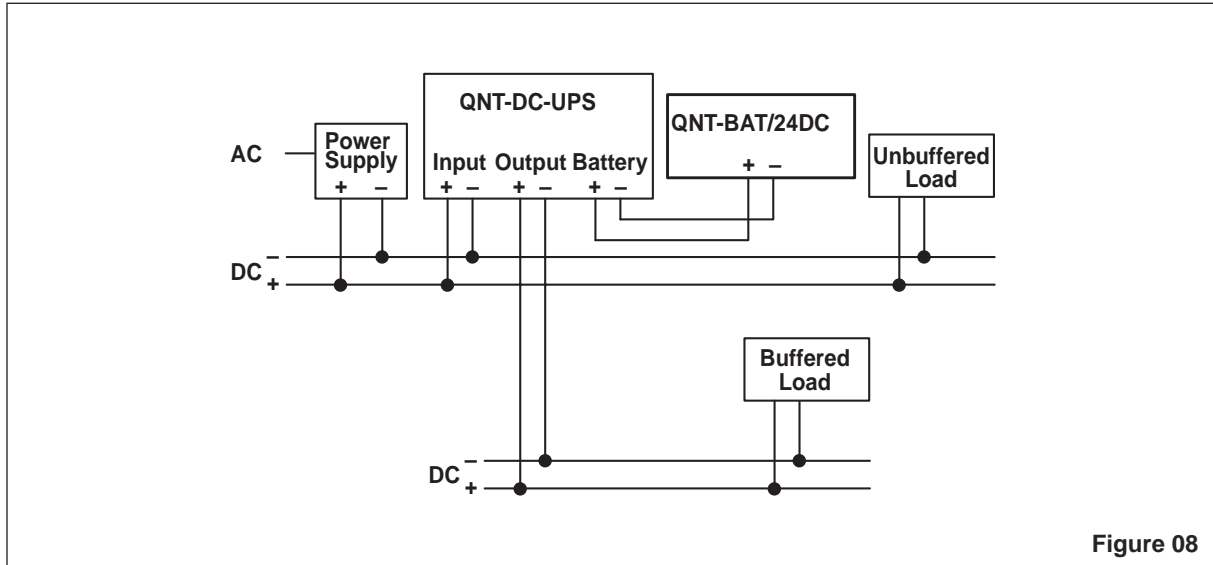 QNT-DC-UPS
QNT-BAT/24DC
AC
Power
Supply
+ –
Input Output Battery
+ – + – + –
+ –
Unbuffered
Load
–
DC
+
Buffered
Load
–
DC
+
Figure 08